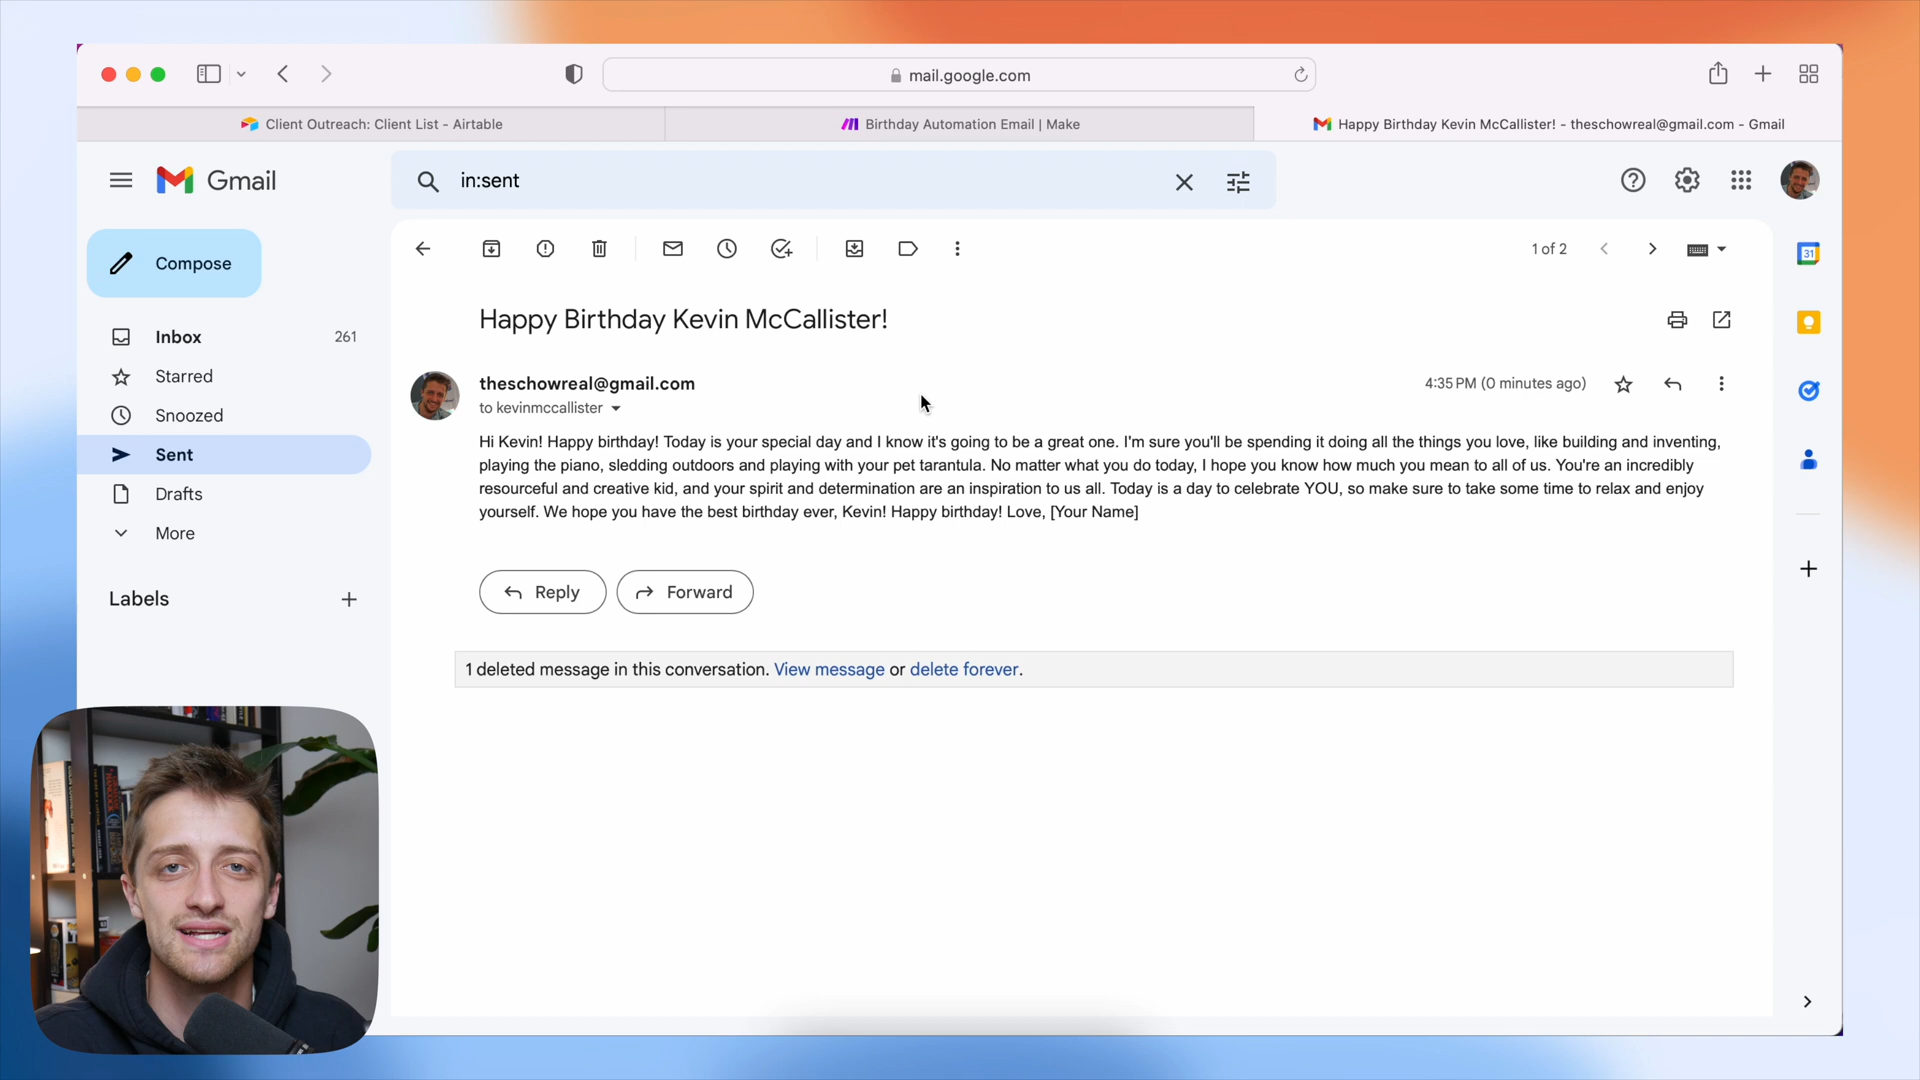 mail.google.com
Client Outreach: Client List - Airtable
Birthday Automation Email | Make
Happy Birthday Kevin McCallister! - theschowreal@gmail.com - Gmail
Gmail
in:sent
Compose
1 of 2
31
Inbox 261
Starred
Snoozed
Sent
Drafts
More
Labels
Happy Birthday Kevin McCallister!
theschowreal@gmail.com
4:35 PM (0 minutes ago)
to kevinmccallister
Hi Kevin! Happy birthday! Today is your special day and I know it's going to be a great one. I'm sure you'll be spending it doing all the things you love, like building and inventing,
playing the piano, sledding outdoors and playing with your pet tarantula. No matter what you do today, I hope you know how much you mean to all of us. You're an incredibly
resourceful and creative kid, and your spirit and determination are an inspiration to us all. Today is a day to celebrate YOU, so make sure to take some time to relax and enjoy
yourself. We hope you have the best birthday ever, Kevin! Happy birthday! Love, [Your Name]
Reply
Forward
1 deleted message in this conversation. View message or delete forever.